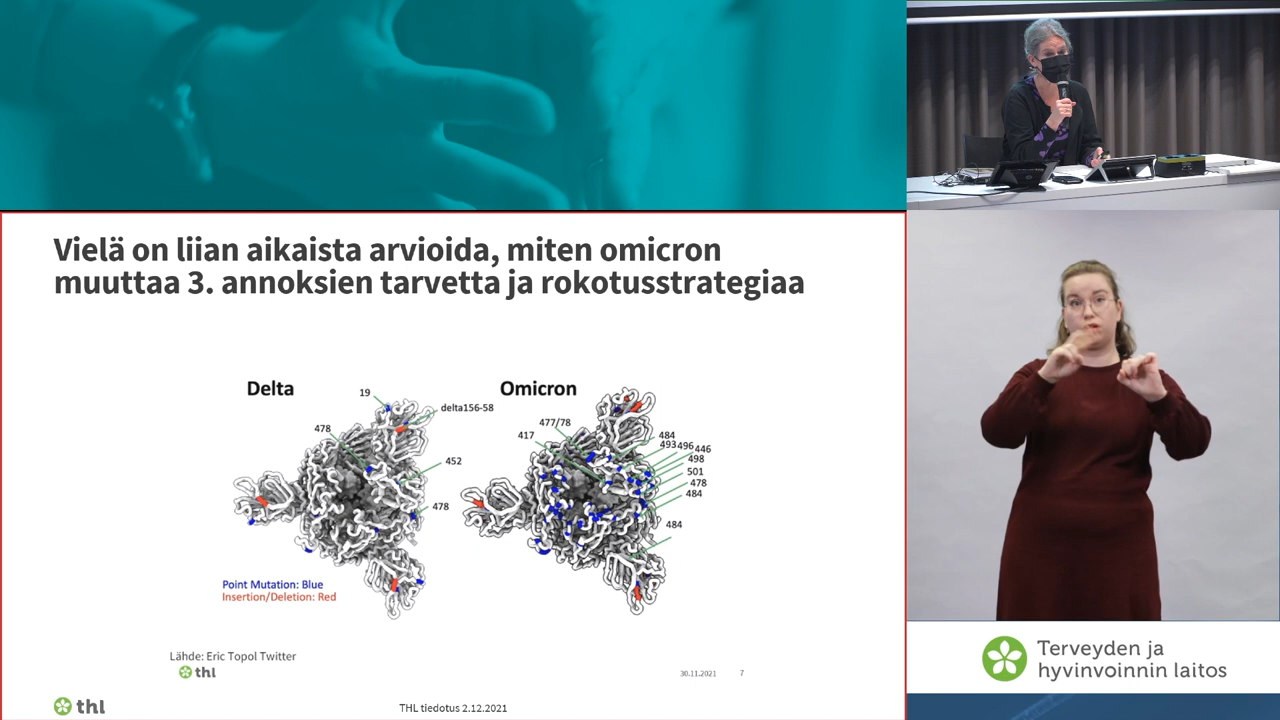 Vielä on liian aikaista arvioida, miten omicron
muuttaa 3. annoksien tarvetta ja rokotusstrategiaa
Delta
19
delta156-58
478
452
478
Omicron
477/78
417
484
493
496
446
498
501
478
484
484
Point Mutation: Blue
Insertion/Deletion: Red
Lähde: Eric Topol Twitter
thl
30.11.2021
7
thl
THL tiedotus 2.12.2021
Terveyden ja
hyvinvoinnin laitos